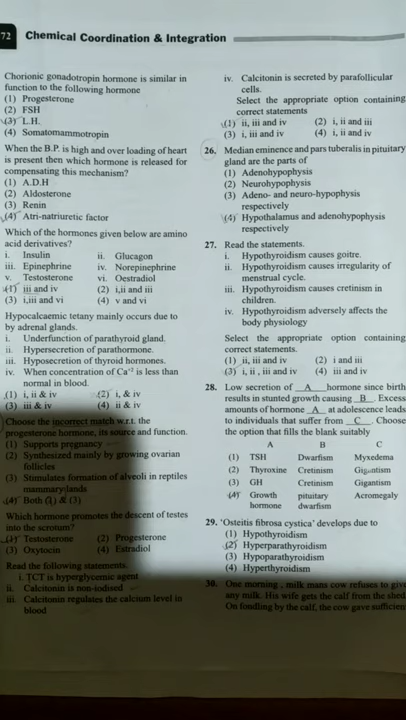 72 Chemical Coordination & Integration
Chorionic gonadotropin hormone is similar in
function to the following hormone
(1) Progesterone
(2) FSH
(3) L.H.
(4) Somatomammotropin
When the B.P. is high and over loading of heart
is present then which hormone is released for
compensating this mechanism?
(1) A.D.H
(2) Aldosterone
(3) Renin
(4) Atri-natriuretic factor
Which of the hormones given below are amino
acid derivatives?
i. Insulin ii. Glucagon
iii. Epinephrine iv. Norepinephrine
v. Testosterone vi. Oestradiol
(1) iii and iv (2) i,ii and iii
(3) i,iii and vi (4) v and vi
Hypocalcaemic tetany mainly occurs due to
by adrenal glands.
i. Underfunction of parathyroid gland.
ii. Hypersecretion of parathormone.
iii. Hyposecretion of thyroid hormones.
iv. When concentration of Ca+2 is less than
normal in blood.
(1) i, ii & iv (2) i, & iv
(3) iii & iv (4) ii & iv
Choose the incorrect match w.r.t. the
progesterone hormone, its source and function.
(1) Supports pregnancy
(2) Synthesized mainly by growing ovarian
follicles
(3) Stimulates formation of alveoli in reptiles
mammary lands
(4) Both (2) & (3)
Which hormone promotes the descent of testes
into the scrotum?
(1) Testosterone (2) Progesterone
(3) Oxytocin (4) Estradiol
Read the following statements.
i. TCT is hyperglycemic agent
ii. Calcitonin is non-iodised
iii. Calcitonin regulates the calcium level in
blood
iv. Calcitonin is secreted by parafollicular
cells.
Select the appropriate option containing
correct statements
(1) ii, iii and iv (2) i, ii and iii
(3) i, iii and iv (4) i, ii and iv
26. Median eminence and pars tuberalis in pituitary
gland are the parts of
(1) Adenohypophysis
(2) Neurohypophysis
(3) Adeno- and neuro-hypophysis
respectively
(4) Hypothalamus and adenohypophysis
respectively
27. Read the statements.
i. Hypothyroidism causes goitre.
ii. Hypothyroidism causes irregularity of
menstrual cycle.
iii. Hypothyroidism causes cretinism in
children.
iv. Hypothyroidism adversely affects the
body physiology
Select the appropriate option containing
correct statements.
(1) ii, iii and iv (2) i and iii
(3) i, ii , iii and iv (4) iii and iv
28. Low secretion of __A__ hormone since birth
results in stunted growth causing _B_. Excess
amounts of hormone _A_ at adolescence leads
to individuals that suffer from __C__. Choose
the option that fills the blank suitably
A B C
(1) TSH Dwarfism Myxedema
(2) Thyroxine Cretinism Gigantism
(3) GH Cretinism Gigantism
(4) Growth pituitary Acromegaly
hormone dwarfism
29. 'Osteitis fibrosa cystica' develops due to
(1) Hypothyroidism
(2) Hyperparathyroidism
(3) Hypoparathyroidism
(4) Hyperthyroidism
30. One morning , milk mans cow refuses to give
any milk. His wife gets the calf from the shed
On fondling by the calf, the cow gave sufficien